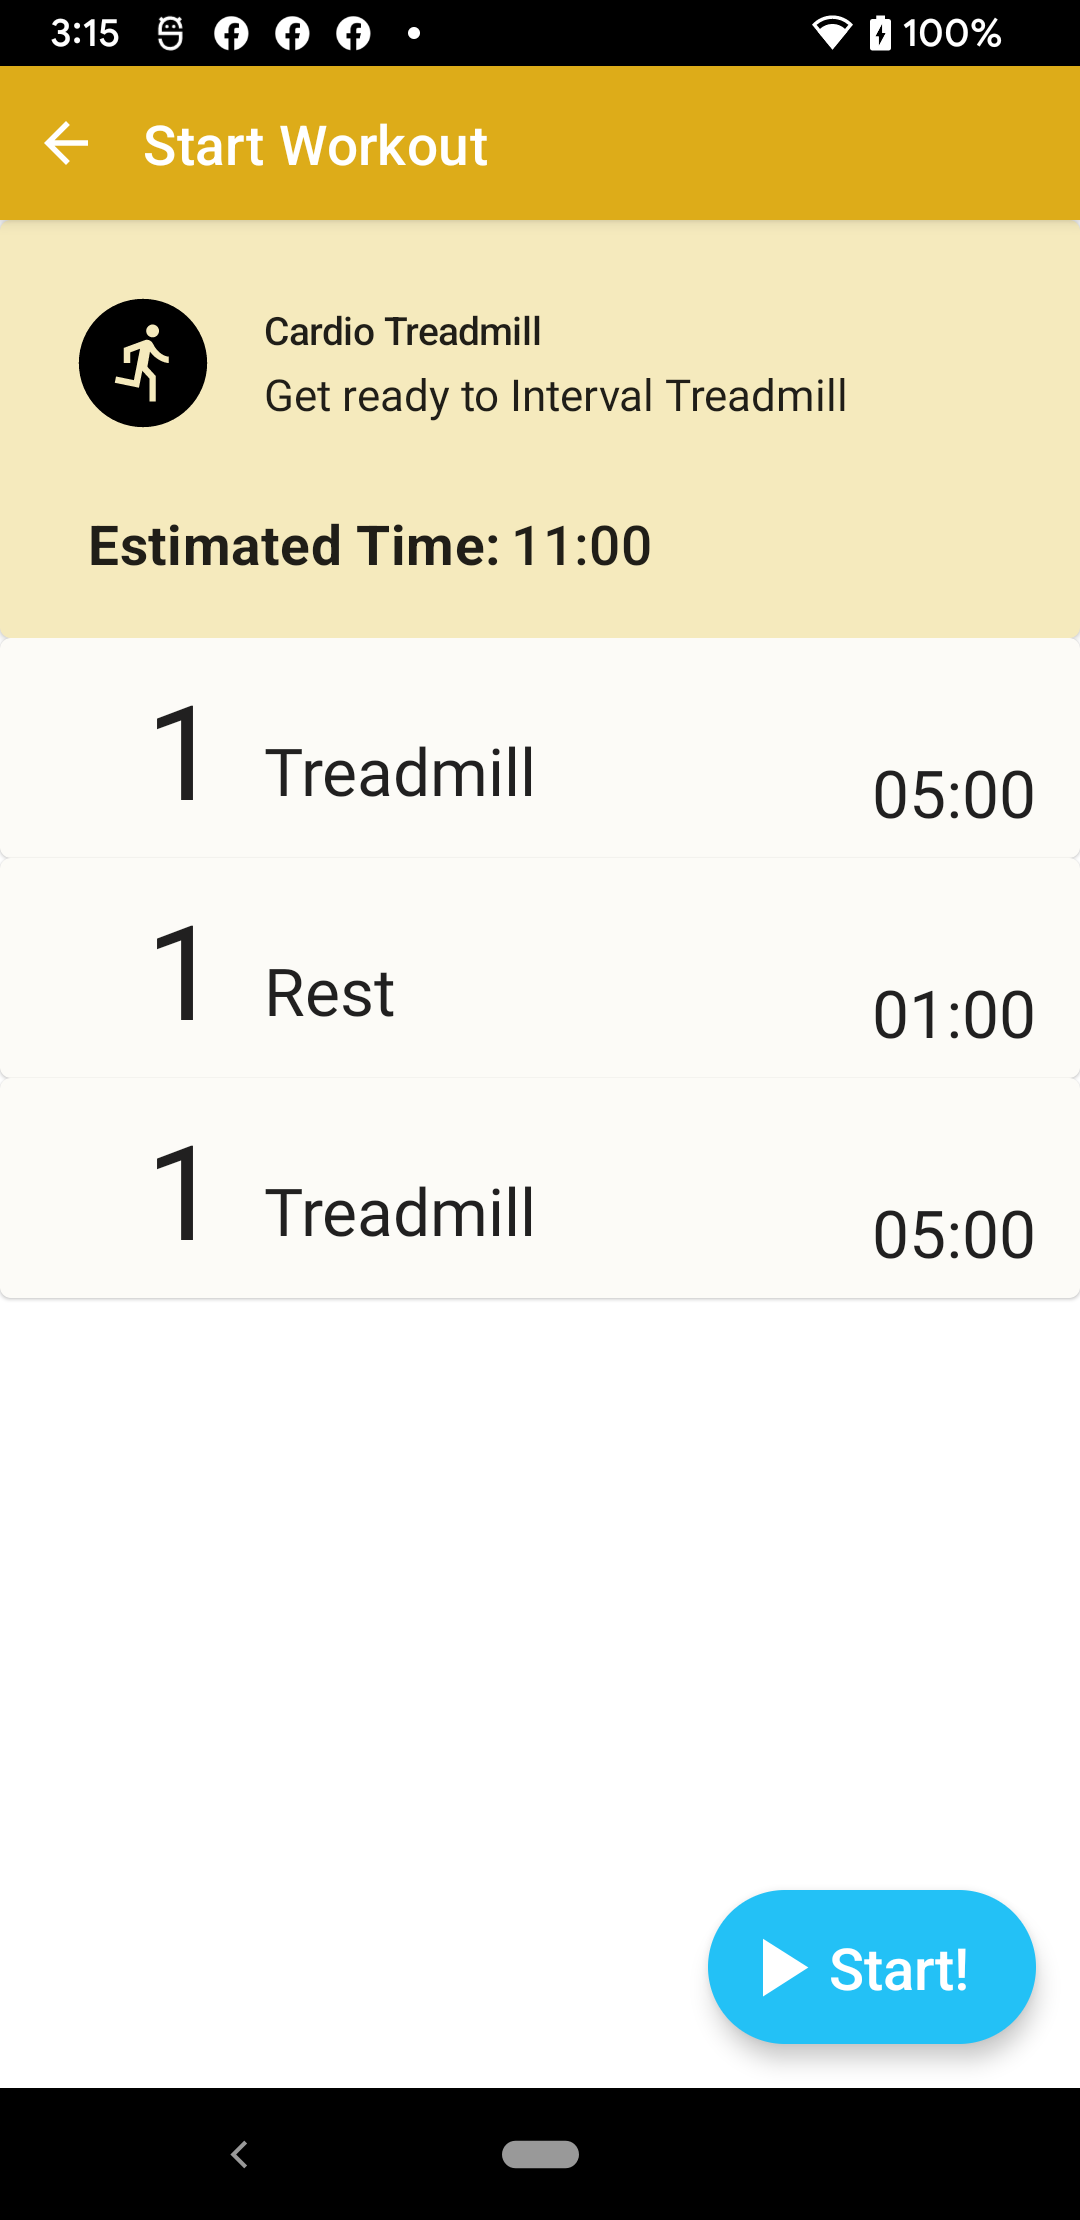 3:15 100%
Start Workout
Cardio Treadmill
Get ready to Interval Treadmill
Estimated Time: 11:00
1 Treadmill 05:00
1 Rest 01:00
1 Treadmill 05:00
Start!